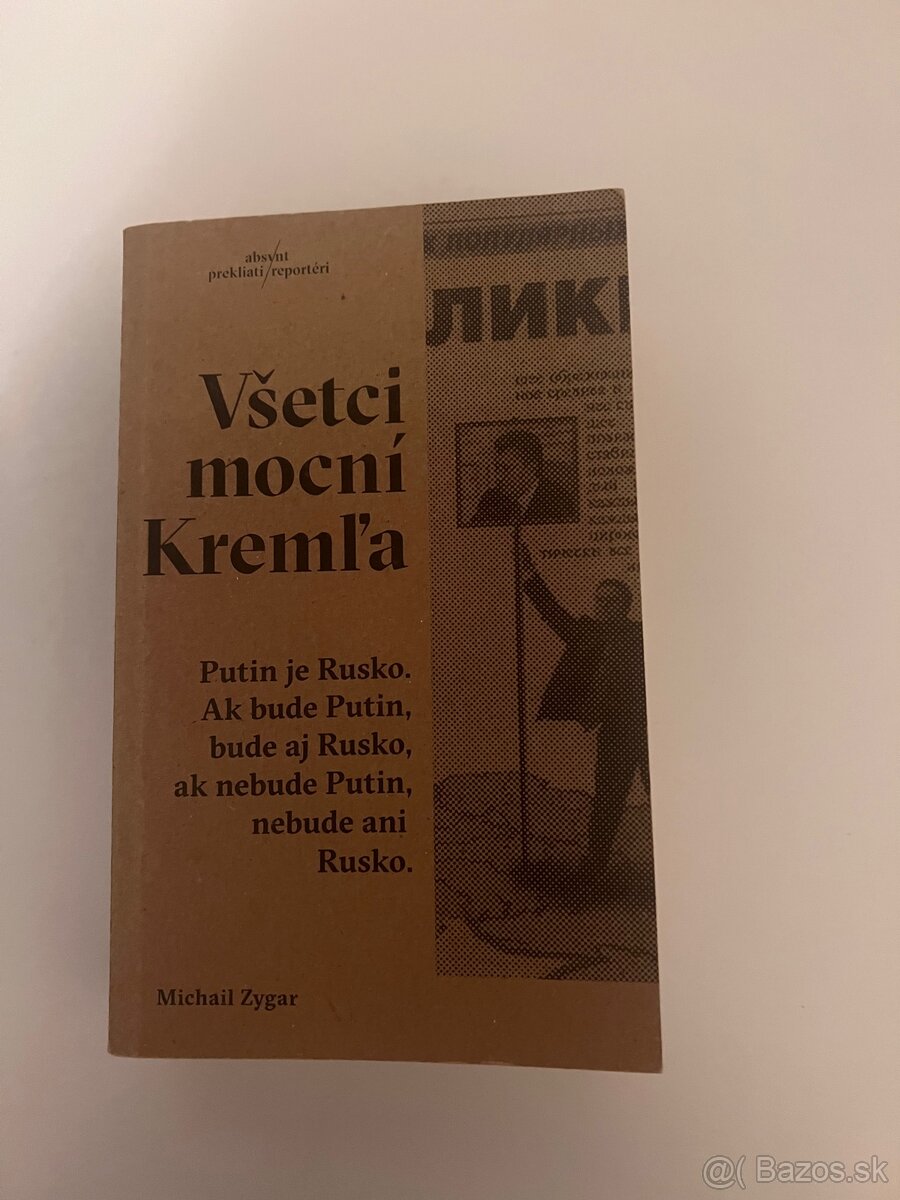 absynt
prekliati/reportéri
Všetci
mocní
Kremľa
Putin je Rusko.
Ak bude Putin,
bude aj Rusko,
ak nebude Putin,
nebude ani
Rusko.
Michail Zygar
ЛИК
@( Bazos.sk